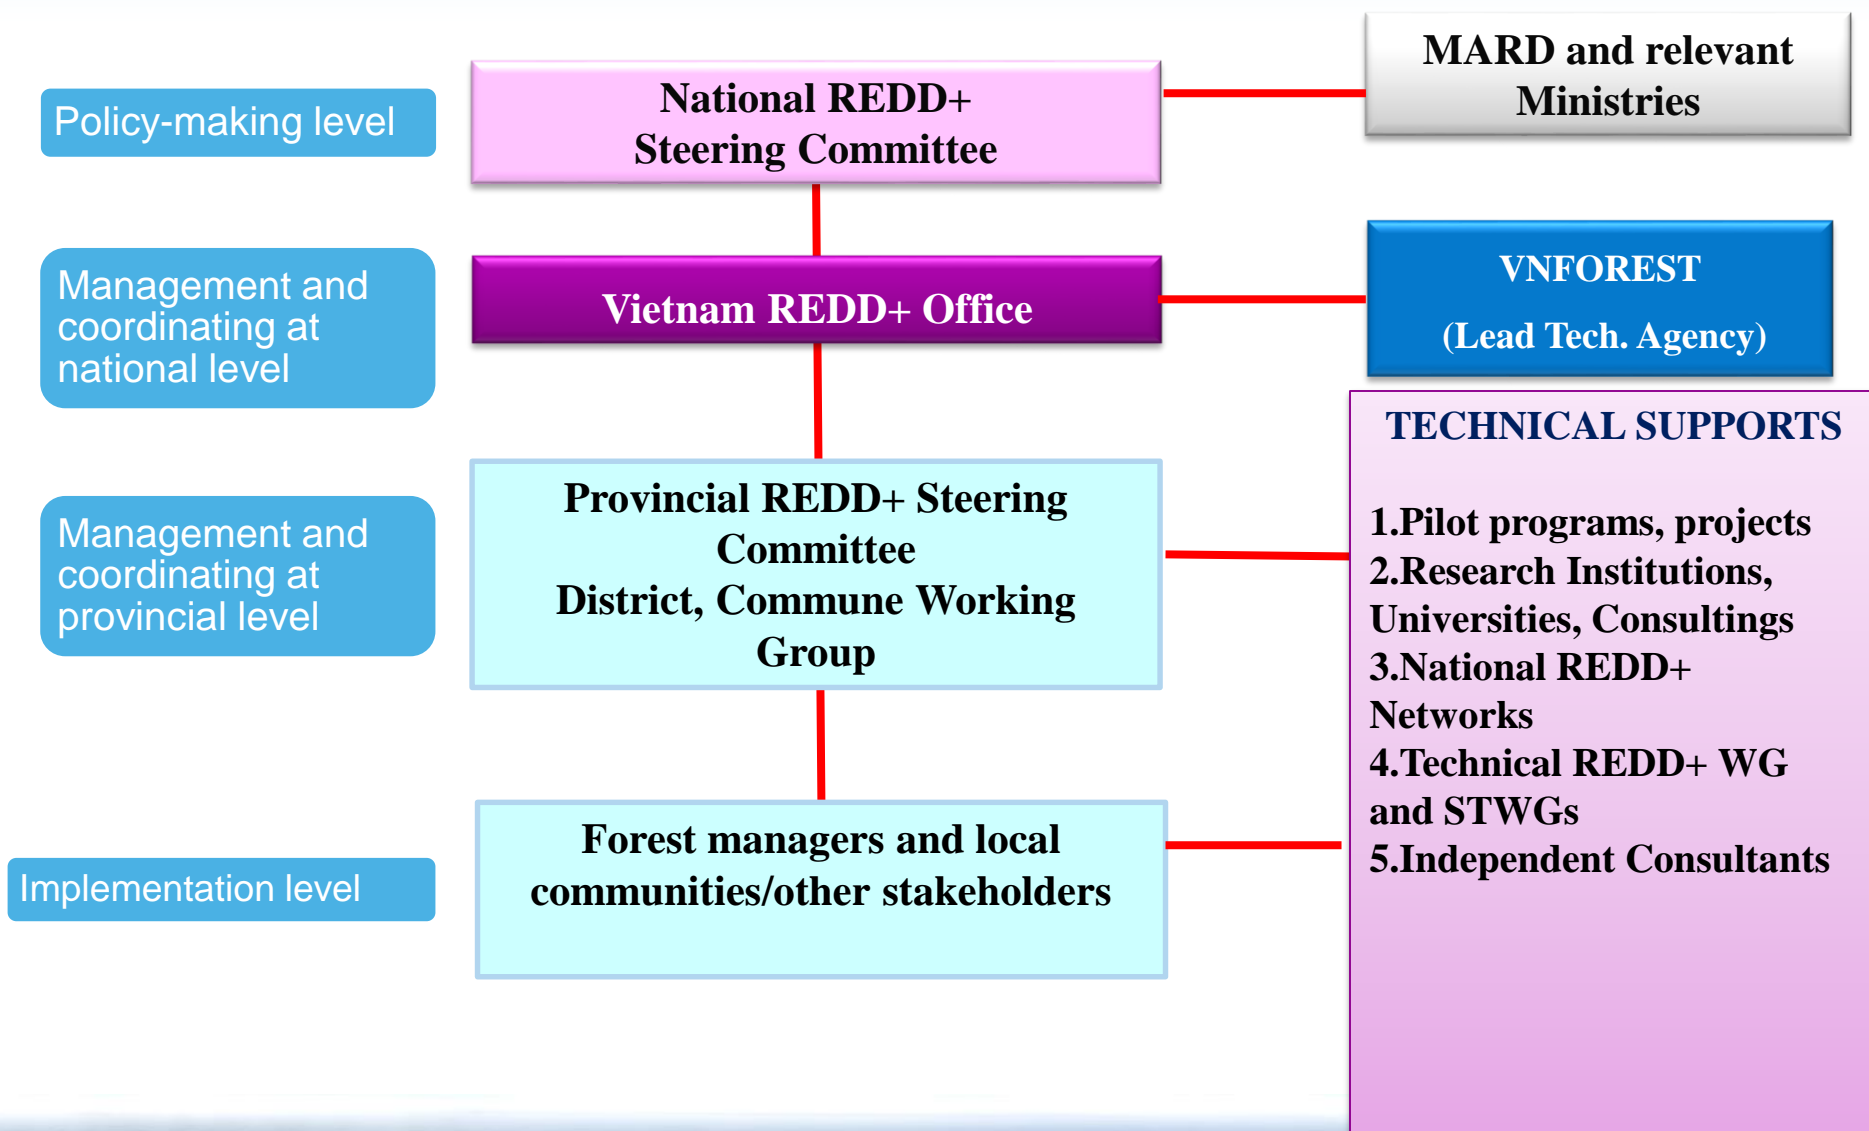 Policy-making level
National REDD+
Steering Committee
MARD and relevant
Ministries
Management and
coordinating at
national level
Vietnam REDD+ Office
VNFOREST
(Lead Tech. Agency)
Management and
coordinating at
provincial level
Provincial REDD+ Steering
Committee
District, Commune Working
Group
TECHNICAL SUPPORTS
1.Pilot programs, projects
2.Research Institutions,
Universities, Consultings
3.National REDD+
Networks
4.Technical REDD+ WG
and STWGs
5.Independent Consultants
Implementation level
Forest managers and local
communities/other stakeholders